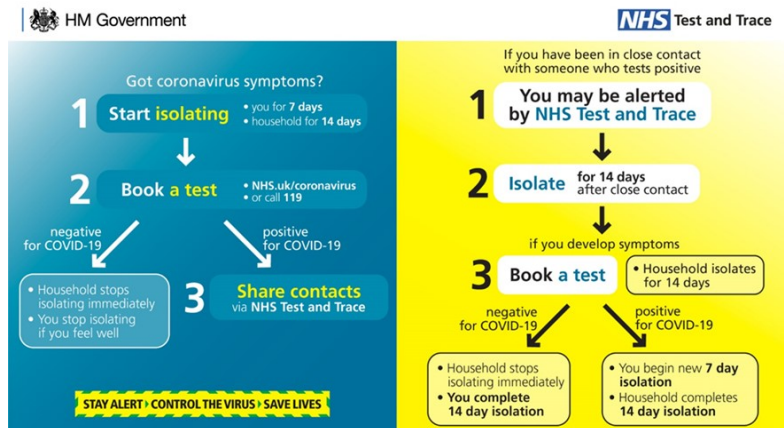 HM Government
NHS Test and Trace
Got coronavirus symptoms?
1
Start isolating
• you for 7 days
• household for 14 days
2
Book a test
• NHS.uk/coronavirus
• or call 119
negative
for COVID-19
positive
for COVID-19
• Household stops
isolating immediately
• You stop isolating
if you feel well
3
Share contacts
via NHS Test and Trace
STAY ALERT CONTROL THE VIRUS SAVE LIVES
If you have been in close contact
with someone who tests positive
1
You may be alerted
by NHS Test and Trace
2
Isolate
for 14 days
after close contact
if you develop symptoms
3
Book a test
• Household isolates
for 14 days
negative
for COVID-19
positive
for COVID-19
• Household stops
isolating immediately
• You complete
14 day isolation
• You begin new 7 day
isolation
• Household completes
14 day isolation